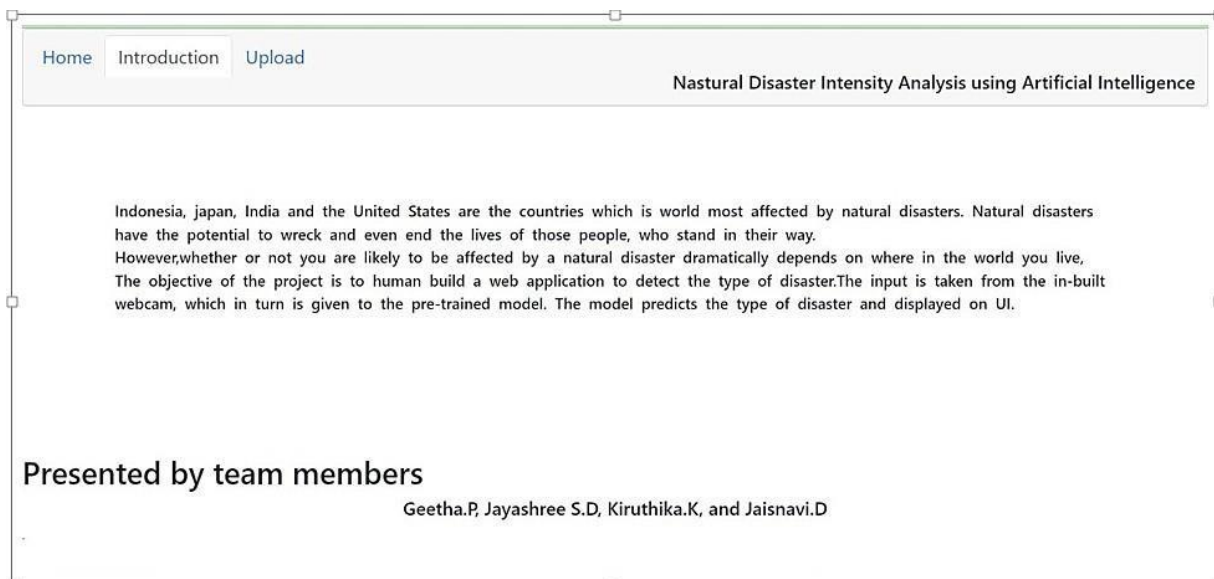 Home Introduction Upload
Nastural Disaster Intensity Analysis using Artificial Intelligence
Indonesia, japan, India and the United States are the countries which is world most affected by natural disasters. Natural disasters
have the potential to wreck and even end the lives of those people, who stand in their way.
However,whether or not you are likely to be affected by a natural disaster dramatically depends on where in the world you live,
The objective of the project is to human build a web application to detect the type of disaster.The input is taken from the in-built
webcam, which in turn is given to the pre-trained model. The model predicts the type of disaster and displayed on UI.
Presented by team members
Geetha.P, Jayashree S.D, Kiruthika.K, and Jaisnavi.D